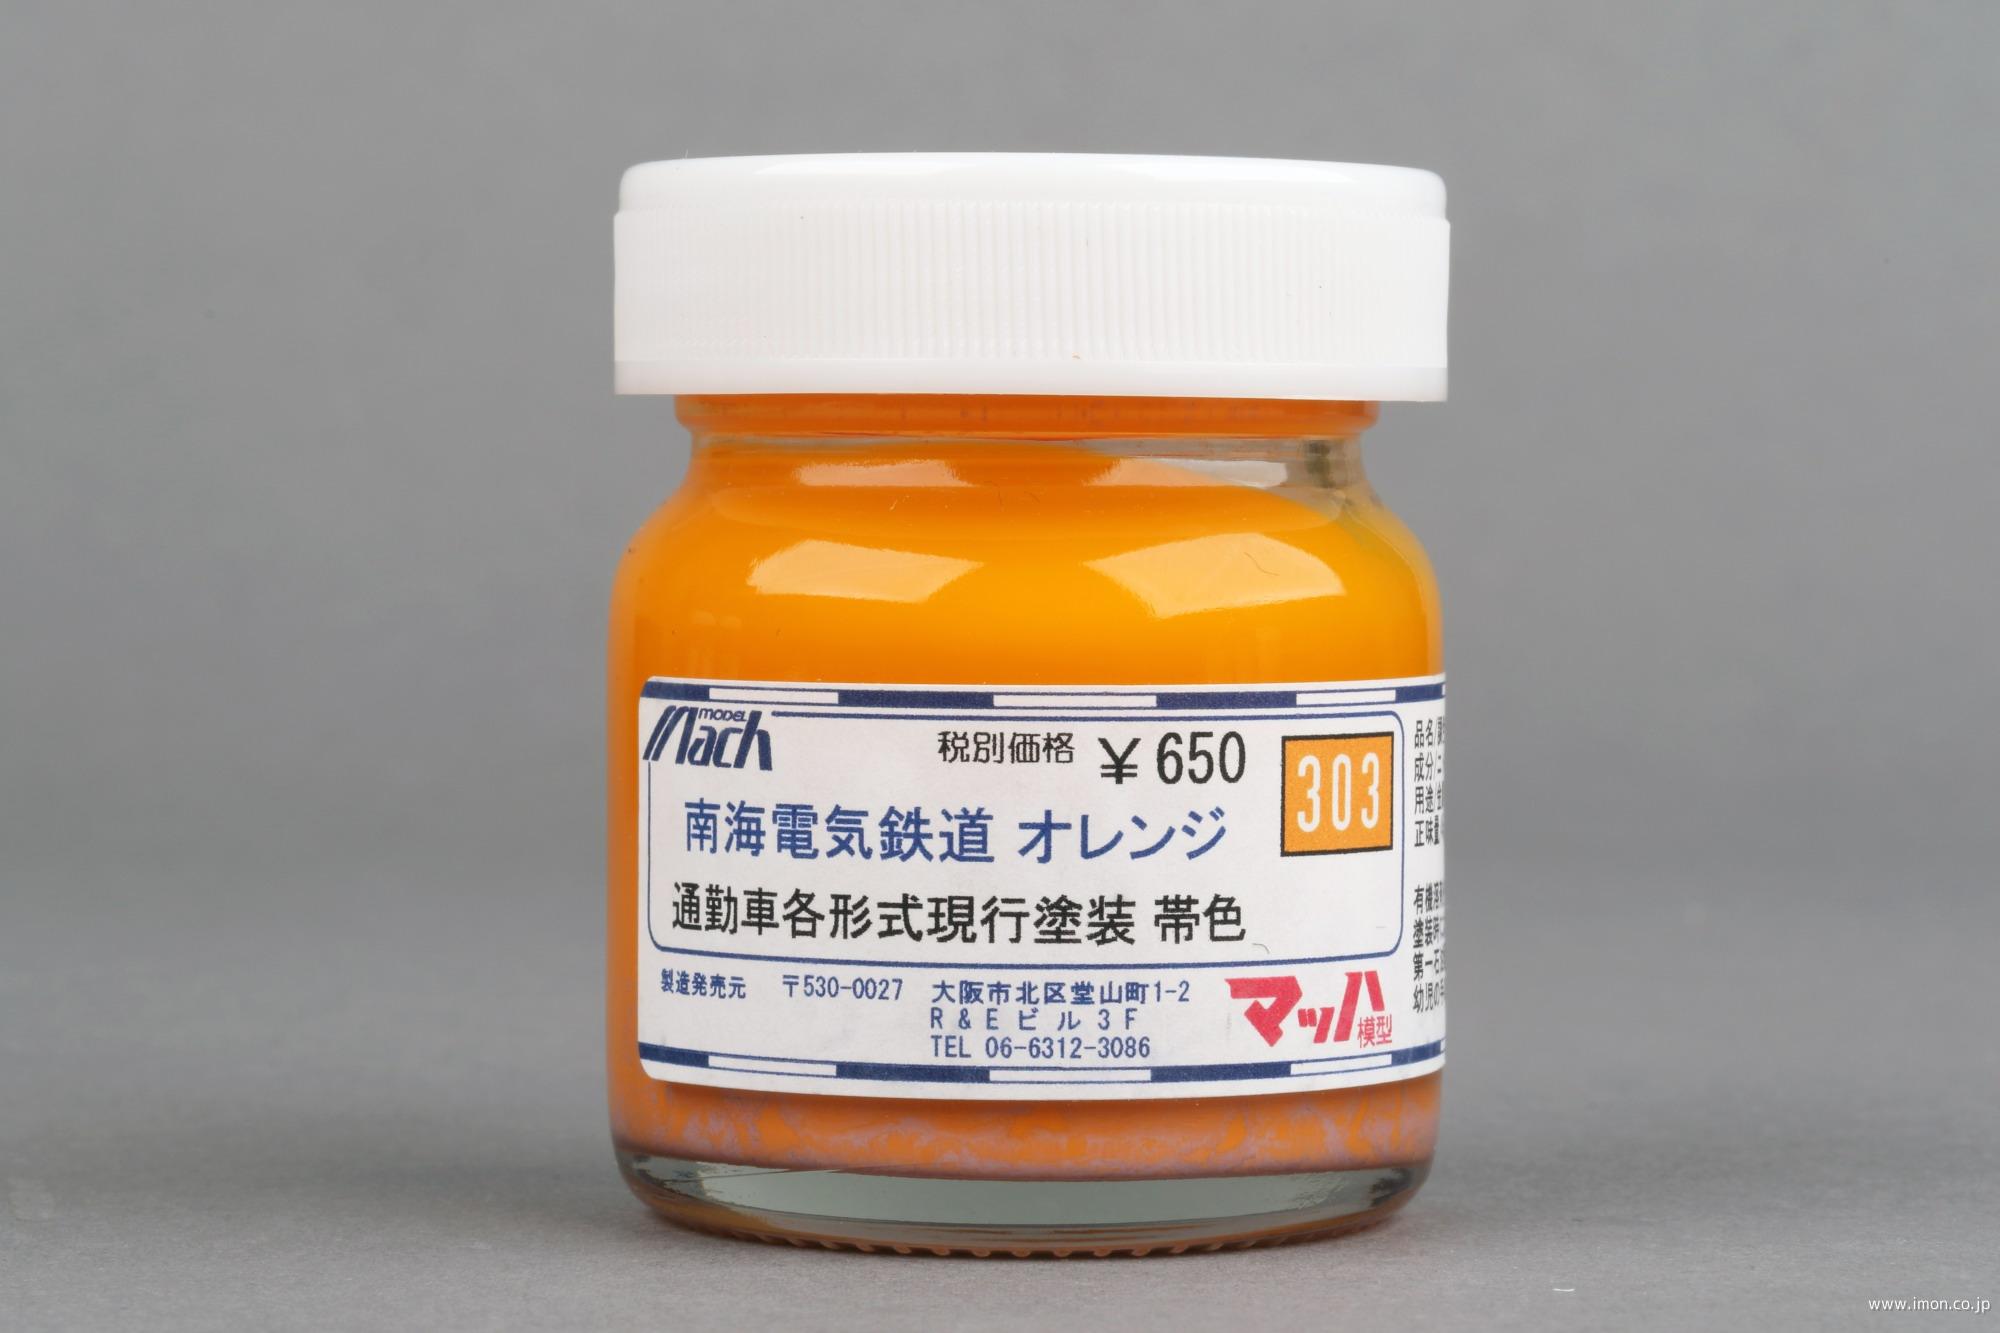 MODEL
Mach
税別価格 ¥650
303
南海電気鉄道 オレンジ
通勤車各形式現行塗装 帯色
製造発売元 〒530-0027 大阪市北区堂山町1-2
R&Eビル3F
TEL 06-6312-3086
マッハ
模型
品名/
成分/
用途/
正味量
有機溶
塗装時
第一石
幼児の
www.imon.co.jp